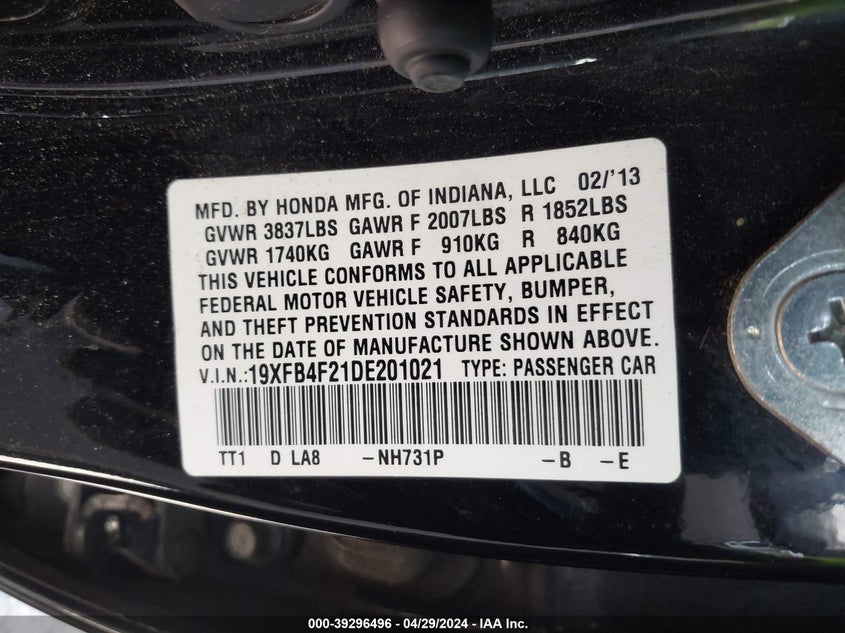 MFD. BY HONDA MFG. OF INDIANA, LLC 02/'13
GVWR 3837LBS GAWR F 2007LBS R 1852LBS
GVWR 1740KG GAWR F 910KG R 840KG
THIS VEHICLE CONFORMS TO ALL APPLICABLE
FEDERAL MOTOR VEHICLE SAFETY, BUMPER,
AND THEFT PREVENTION STANDARDS IN EFFECT
ON THE DATE OF MANUFACTURE SHOWN ABOVE.
V.I.N.:19XFB4F21DE201021 TYPE: PASSENGER CAR
TT1 D LA8 –NH731P –B –E
000-39296496 - 04/29/2024 - IAA Inc.